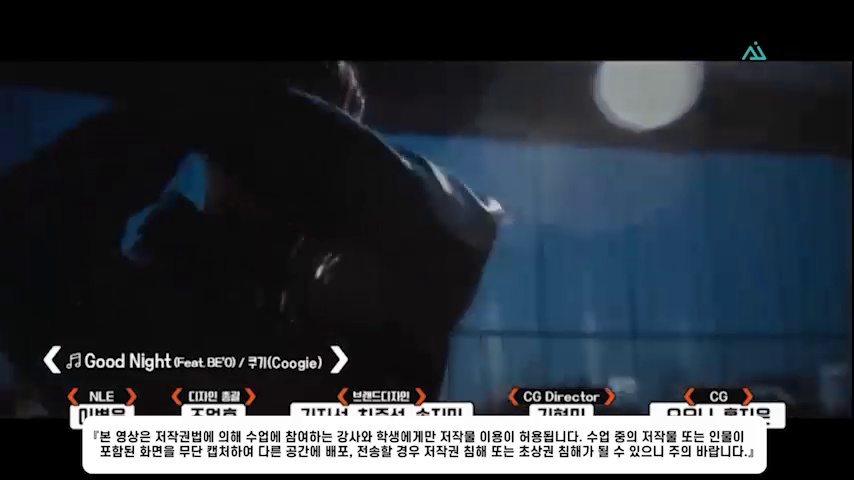 ♬ Good Night (Feat. BE'O) / 쿠기(Coogie)
NLE 디자인 총괄 브랜드디자인 CG Director CG
『본 영상은 저작권법에 의해 수업에 참여하는 강사와 학생에게만 저작물 이용이 허용됩니다. 수업 중의 저작물 또는 인물이
포함된 화면을 무단 캡처하여 다른 공간에 배포, 전송할 경우 저작권 침해 또는 초상권 침해가 될 수 있으니 주의 바랍니다.』